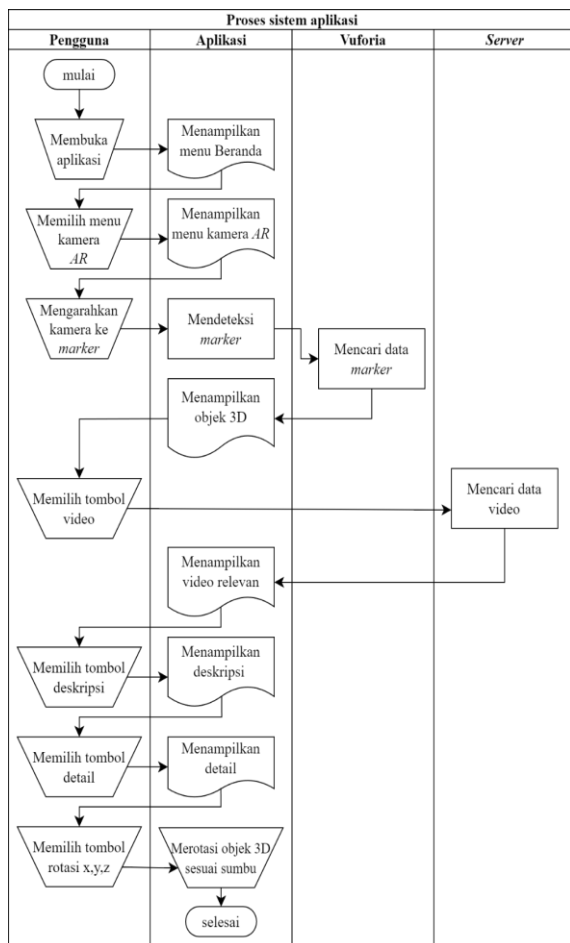 Proses sistem aplikasi
Pengguna
Aplikasi
Vuforia
Server
mulai
Membuka
aplikasi
Menampilkan
menu Beranda
Memilih menu
kamera
AR
Menampilkan
menu kamera AR
Mengarahkan
kamera ke
marker
Mendeteksi
marker
Mencari data
marker
Menampilkan
objek 3D
Memilih tombol
video
Mencari data
video
Menampilkan
video relevan
Memilih tombol
deskripsi
Menampilkan
deskripsi
Memilih tombol
detail
Menampilkan
detail
Memilih tombol
rotasi x,y,z
Merotasi objek 3D
sesuai sumbu
selesai